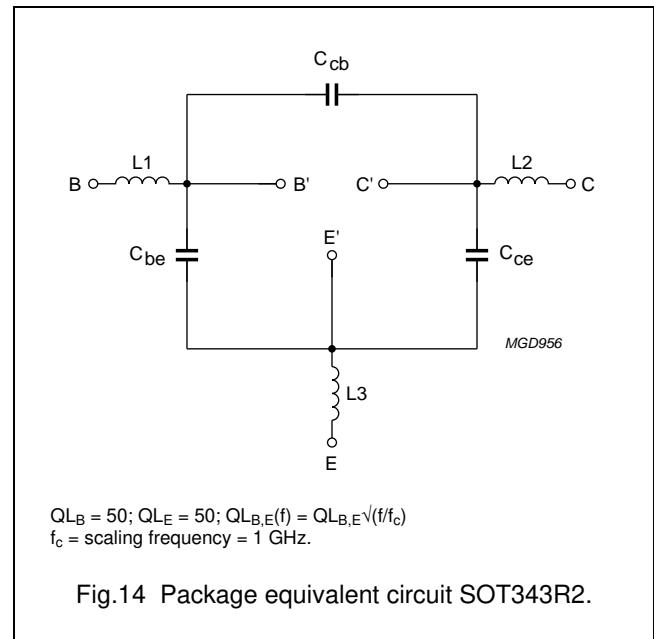 Ccb
L1
L2
B
B'
C'
C
E'
Cbe
Cce
MGD956
L3
E
QLB = 50; QLE = 50; QLB,E(f) = QLB,E√(f/fc)
fc = scaling frequency = 1 GHz.
Fig.14 Package equivalent circuit SOT343R2.